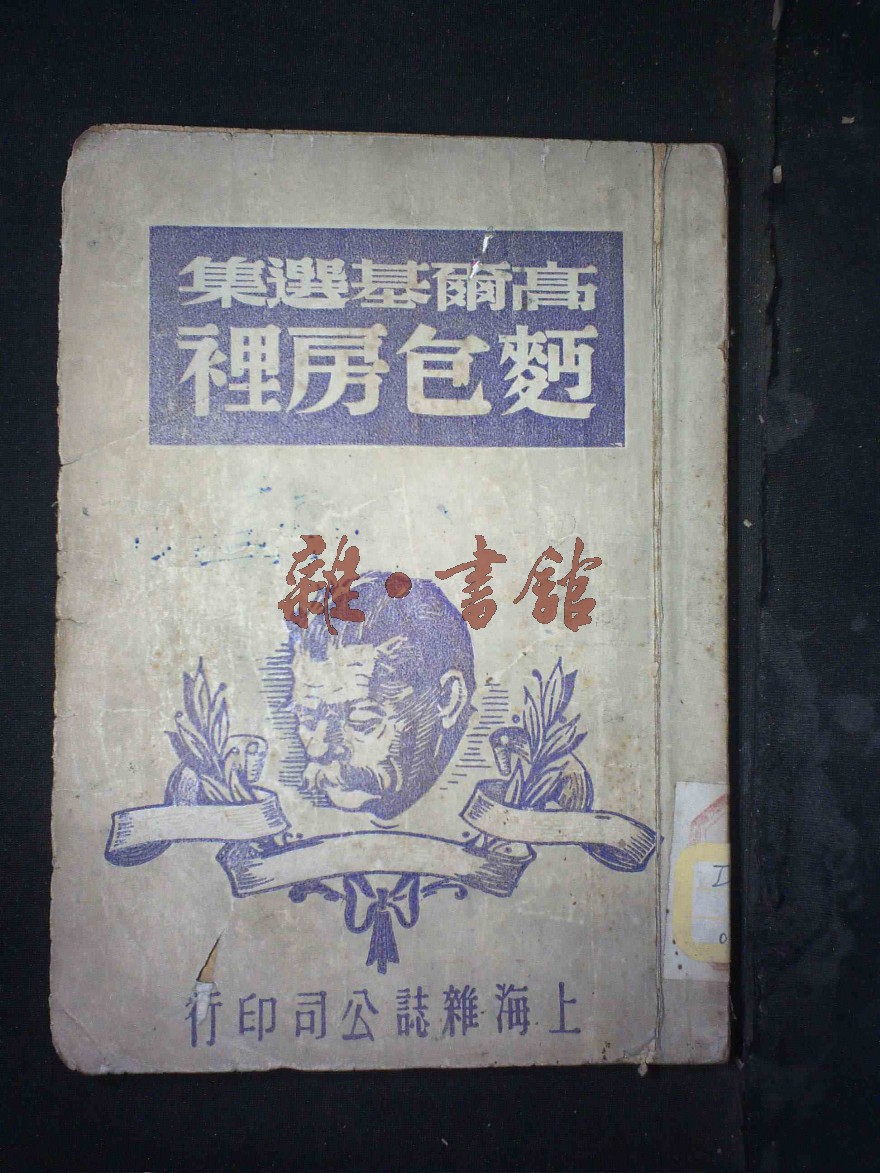 高爾基選集
麵包房裡
雜·書館
上海雜誌公司印行